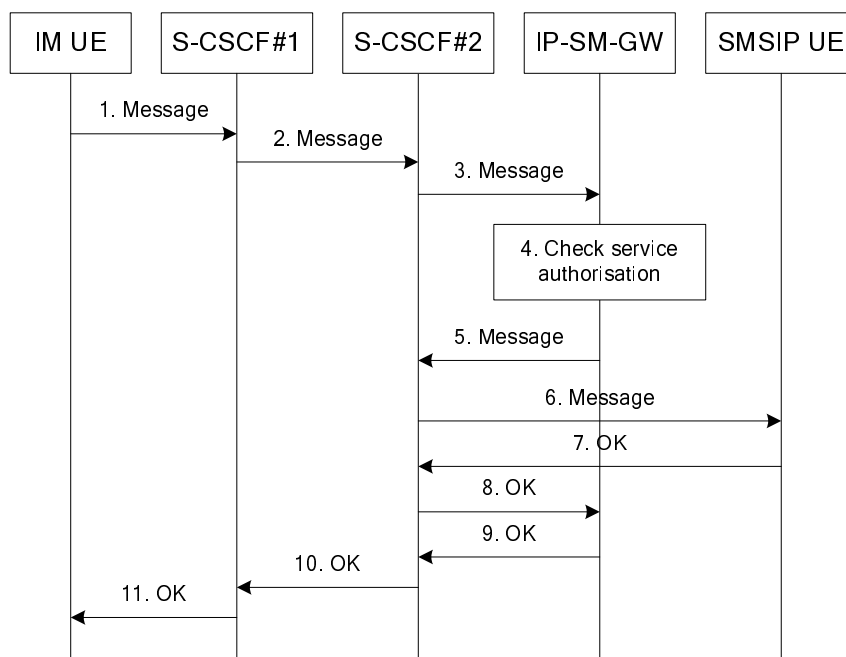 IM UE
S-CSCF#1
S-CSCF#2
IP-SM-GW
SMSIP UE
1. Message
2. Message
3. Message
4. Check service
authorisation
5. Message
6. Message
7. OK
8. OK
9. OK
10. OK
11. OK